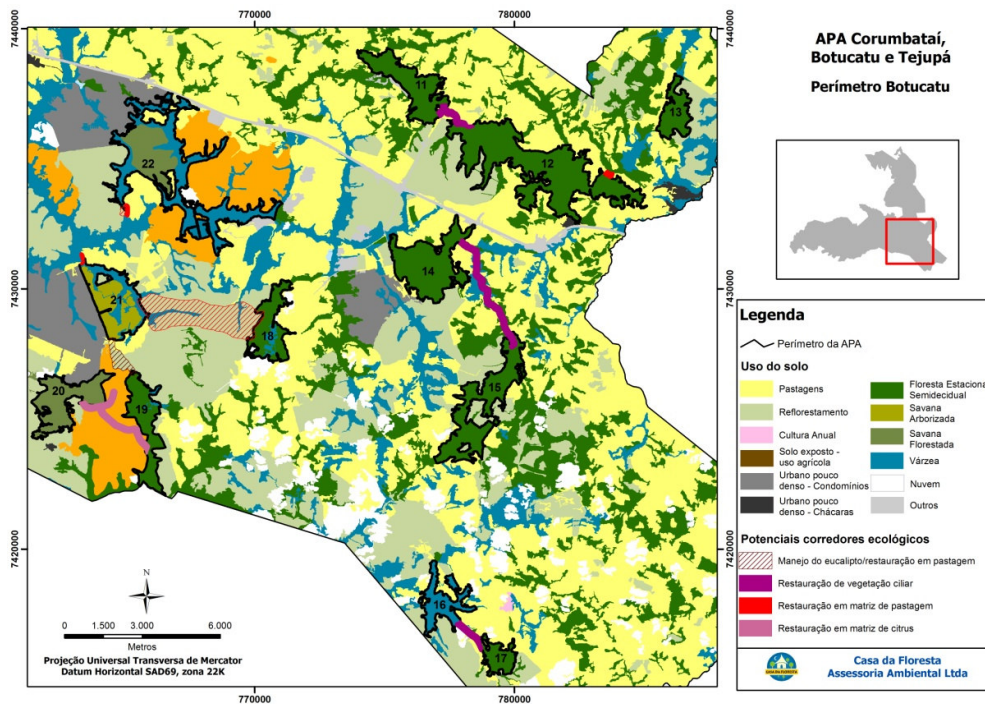 770000
780000
7440000
7440000
7430000
7430000
7420000
7420000
11
12
13
22
14
21
18
15
20
19
16
17
N
0 1.500 3.000 6.000
Metros
Projeção Universal Transversa de Mercator
Datum Horizontal SAD69, zona 22K
770000
780000
APA Corumbataí,
Botucatu e Tejupá
Perímetro Botucatu
Legenda
Perímetro da APA
Uso do solo
Pastagens
Reflorestamento
Cultura Anual
Solo exposto -
uso agrícola
Urbano pouco
denso - Condomínios
Urbano pouco
denso - Chácaras
Floresta Estacional
Semidecidual
Savana
Arborizada
Savana
Florestada
Várzea
Nuvem
Outros
Potenciais corredores ecológicos
Manejo do eucalipto/restauração em pastagem
Restauração de vegetação ciliar
Restauração em matriz de pastagem
Restauração em matriz de citrus
Casa da Floresta
Assessoria Ambiental Ltda